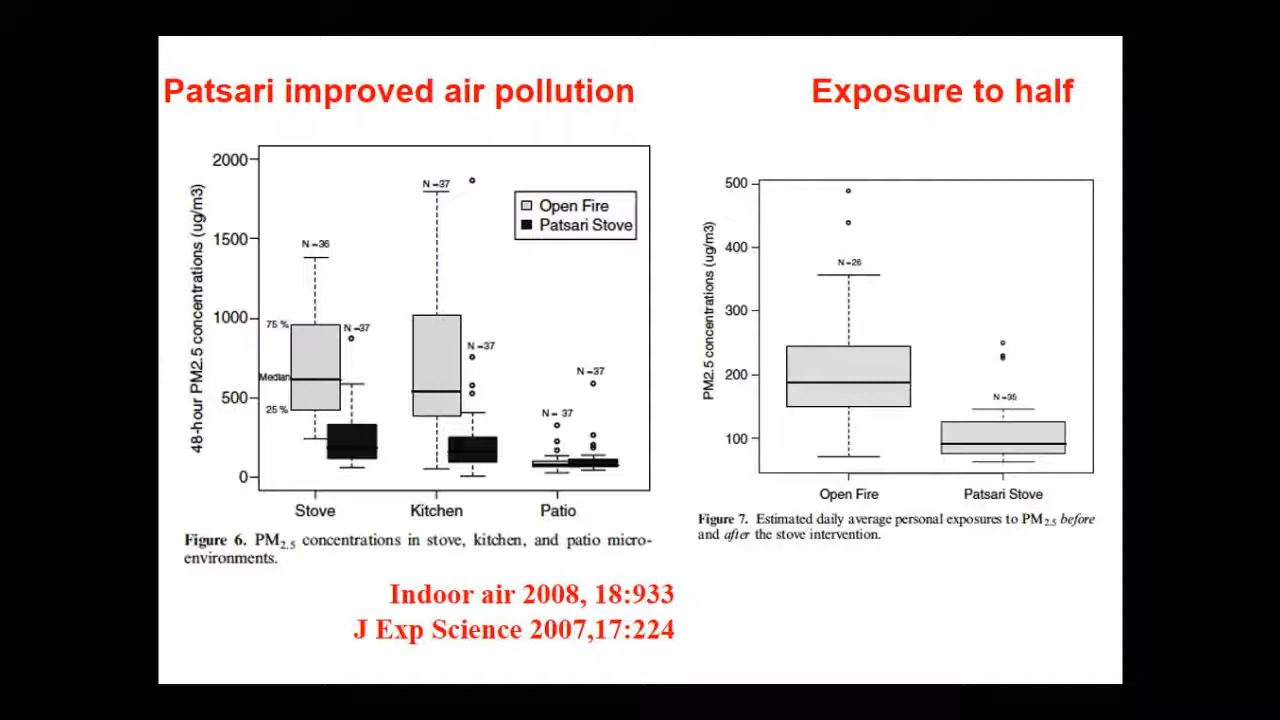 Patsari improved air pollution
Exposure to half
2000
1500
1000
500
0
48-hour PM2.5 concentrations (ug/m3)
N =36
75 %
Median
25 %
N =37
N =37
N =37
N = 37
N =37
Open Fire
Patsari Stove
Stove
Kitchen
Patio
Figure 6. PM2.5 concentrations in stove, kitchen, and patio micro-
environments.
500
400
300
200
100
PM2.5 concentrations (ug/m3)
N =26
N =35
Open Fire
Patsari Stove
Figure 7. Estimated daily average personal exposures to PM2.5 before
and after the stove intervention.
Indoor air 2008, 18:933
J Exp Science 2007,17:224